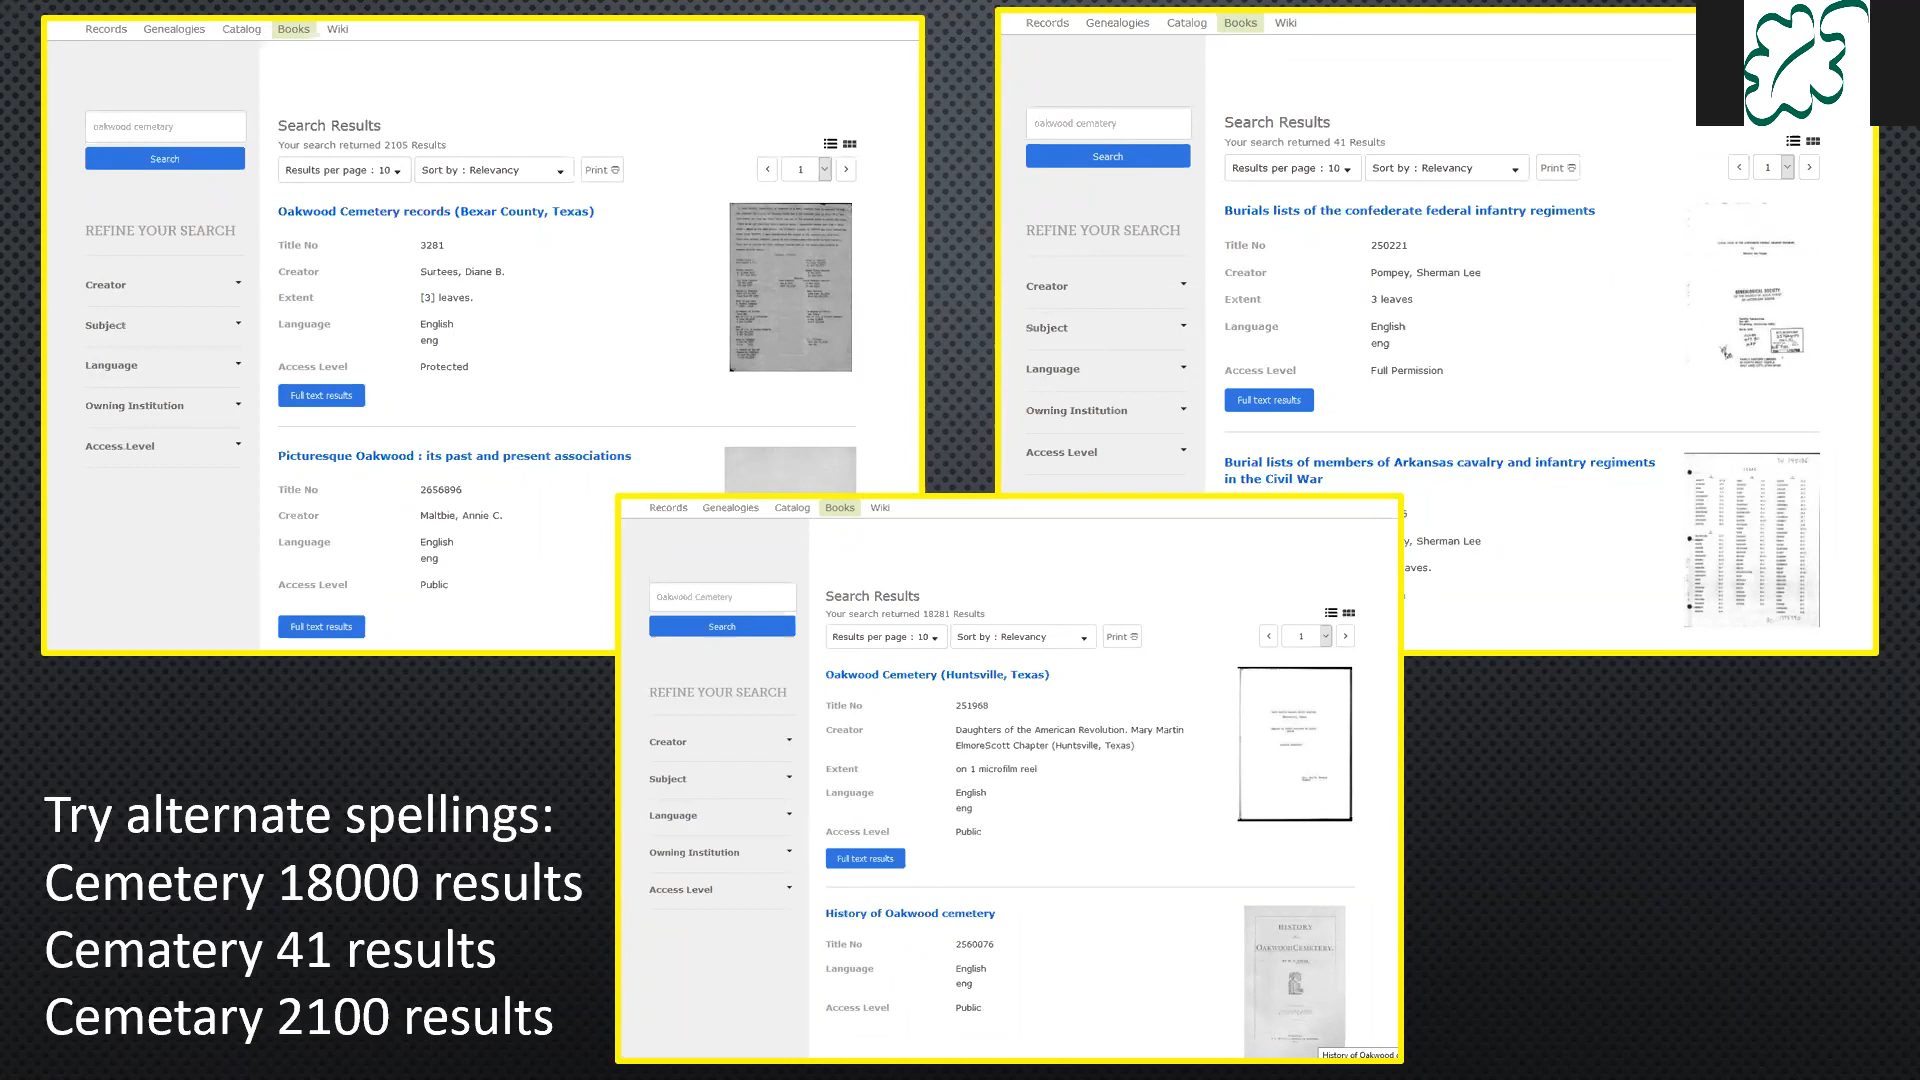 Records Genealogies Catalog Books Wiki
oakwood cemetary
Search
REFINE YOUR SEARCH
Creator
Subject
Language
Owning Institution
Access Level
Search Results
Your search returned 2105 Results
Results per page : 10 Sort by : Relevancy Print 1
Oakwood Cemetery records (Bexar County, Texas)
Title No 3281
Creator Surtees, Diane B.
Extent [3] leaves.
Language English
eng
Access Level Protected
Full text results
Picturesque Oakwood : its past and present associations
Title No 2656896
Creator Maltbie, Annie C.
Language English
eng
Access Level Public
Full text results
Records Genealogies Catalog Books Wiki
oakwood cematery
Search
REFINE YOUR SEARCH
Creator
Subject
Language
Owning Institution
Access Level
Search Results
Your search returned 41 Results
Results per page : 10 Sort by : Relevancy Print 1
Burials lists of the confederate federal infantry regiments
Title No 250221
Creator Pompey, Sherman Lee
Extent 3 leaves
Language English
eng
Access Level Full Permission
Full text results
Burial lists of members of Arkansas cavalry and infantry regiments
in the Civil War
y, Sherman Lee
aves.
Records Genealogies Catalog Books Wiki
Oakwood Cemetery
Search
REFINE YOUR SEARCH
Creator
Subject
Language
Owning Institution
Access Level
Search Results
Your search returned 18281 Results
Results per page : 10 Sort by : Relevancy Print 1
Oakwood Cemetery (Huntsville, Texas)
Title No 251968
Creator Daughters of the American Revolution. Mary Martin
ElmoreScott Chapter (Huntsville, Texas)
Extent on 1 microfilm reel
Language English
eng
Access Level Public
Full text results
History of Oakwood cemetery
Title No 2560076
Language English
eng
Access Level Public
HISTORY
OAKWOOD CEMETERY.
History of Oakwood
Try alternate spellings:
Cemetery 18000 results
Cematery 41 results
Cemetary 2100 results